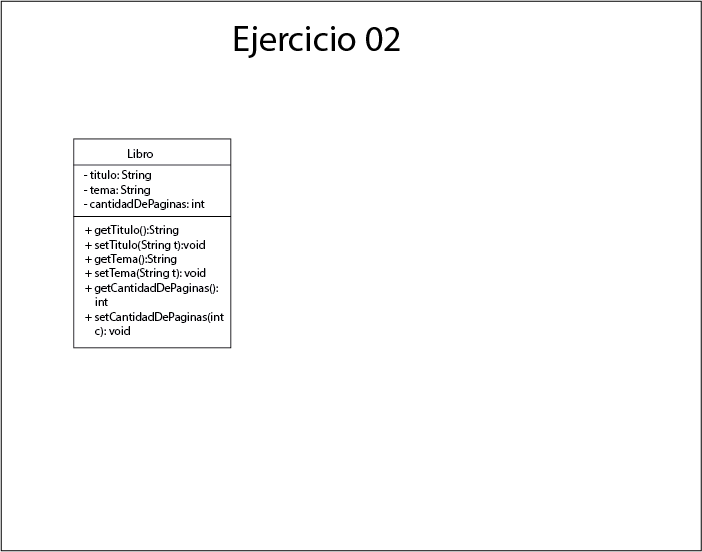 Ejercicio 02
Libro
- titulo: String
- tema: String
- cantidadDePaginas: int
+ getTitulo():String
+ setTitulo(String t):void
+ getTema():String
+ setTema(String t): void
+ getCantidadDePaginas():
int
+ setCantidadDePaginas(int
c): void